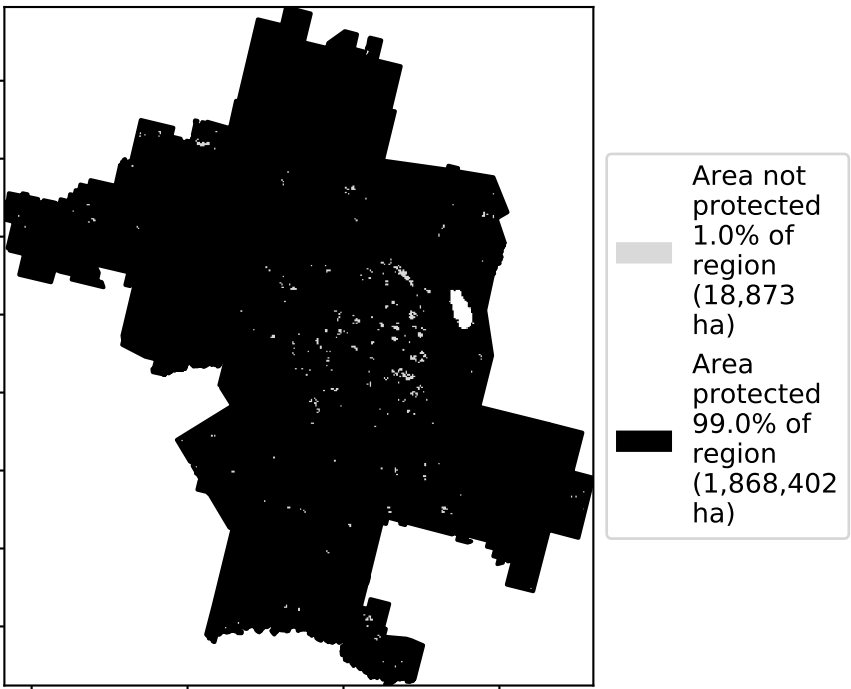 Area not
protected
1.0% of
region
(18,873
ha)
Area
protected
99.0% of
region
(1,868,402
ha)